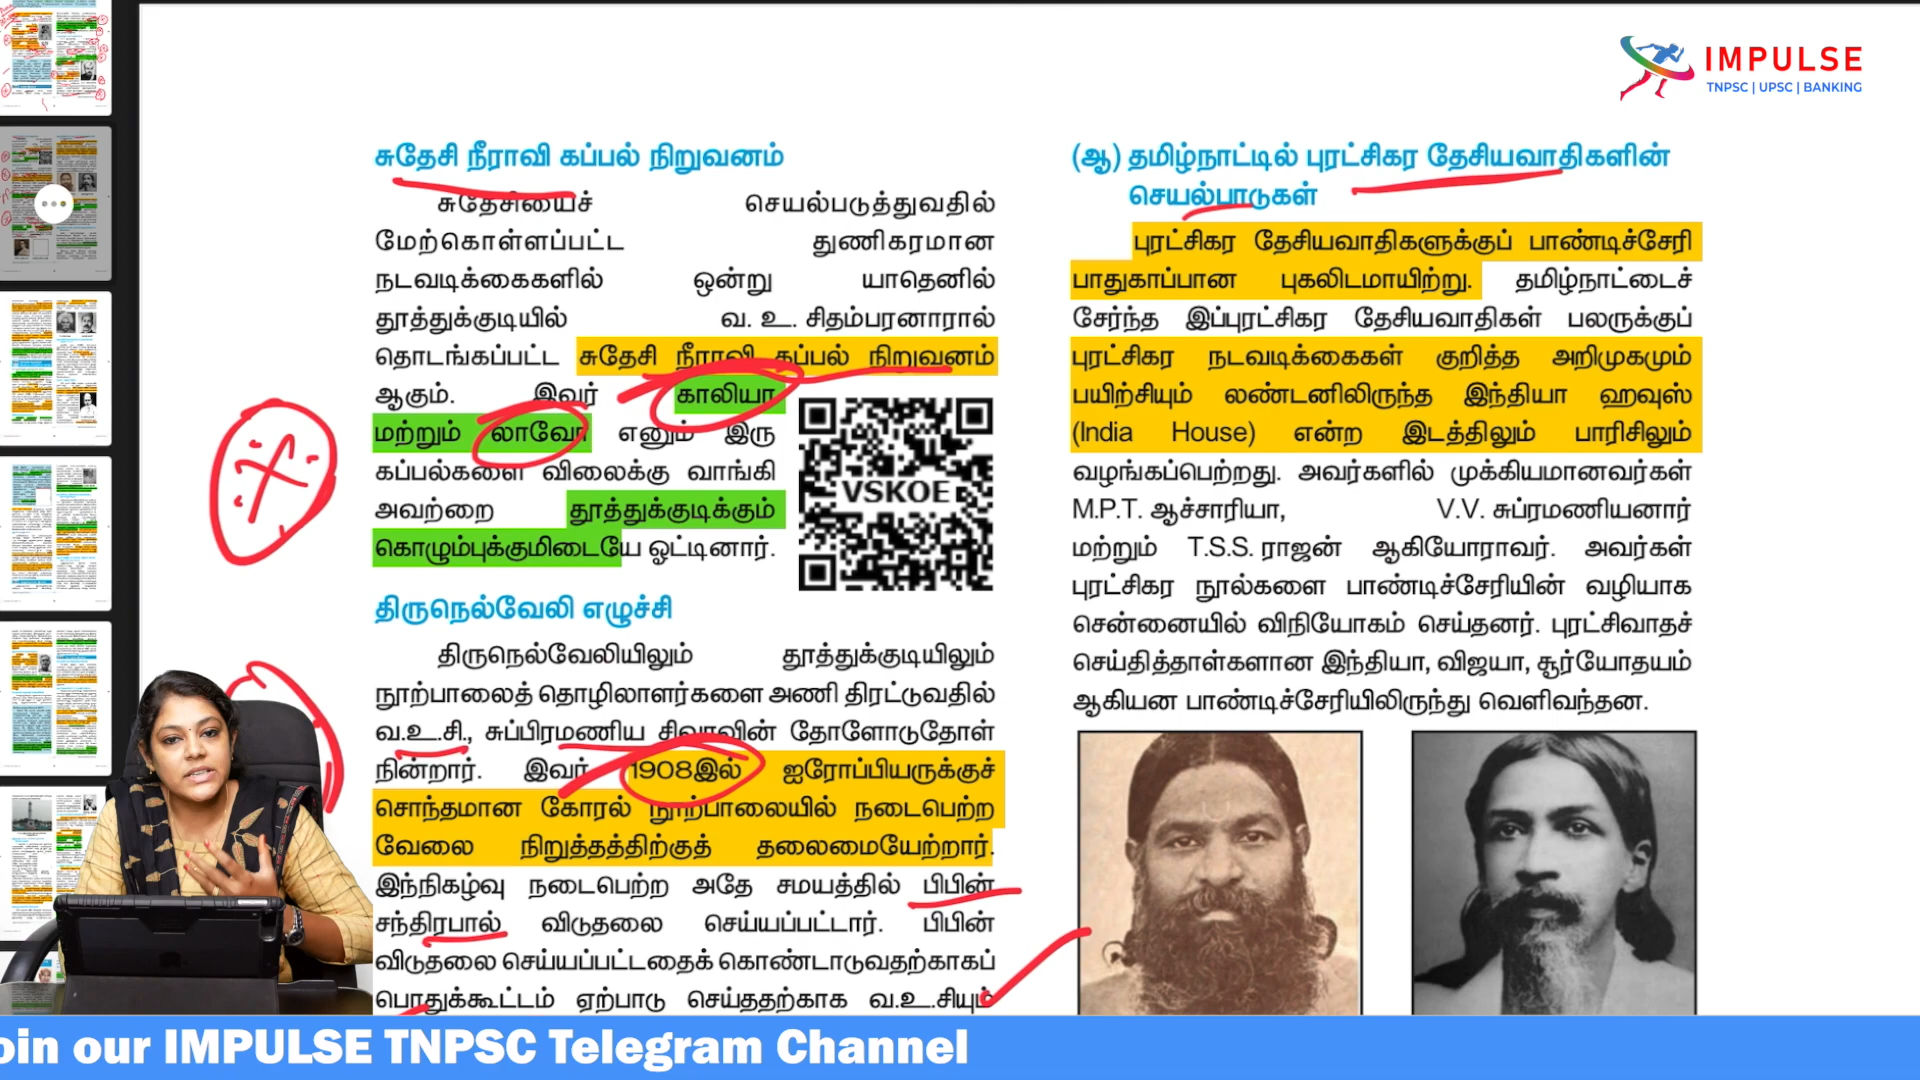 IMPULSE
TNPSC | UPSC | BANKING
சுதேசி நீராவி கப்பல் நிறுவனம்
சுதேசியைச் செயல்படுத்துவதில்
மேற்கொள்ளப்பட்ட துணிகரமான
நடவடிக்கைகளில் ஒன்று யாதெனில்
தூத்துக்குடியில் வ. உ. சிதம்பரனாரால்
தொடங்கப்பட்ட சுதேசி நீராவி கப்பல் நிறுவனம்
ஆகும். இவர் காலியா
மற்றும் லாவோ எனும் இரு
கப்பல்களை விலைக்கு வாங்கி
அவற்றை தூத்துக்குடிக்கும்
கொழும்புக்குமிடையே ஓட்டினார்.
VSKOE
திருநெல்வேலி எழுச்சி
திருநெல்வேலியிலும் தூத்துக்குடியிலும்
நூற்பாலைத் தொழிலாளர்களை அணி திரட்டுவதில்
வ.உ.சி., சுப்பிரமணிய சிவாவின் தோளோடுதோள்
நின்றார். இவர் 1908இல் ஐரோப்பியருக்குச்
சொந்தமான கோரல் நூற்பாலையில் நடைபெற்ற
வேலை நிறுத்தத்திற்குத் தலைமையேற்றார்.
இந்நிகழ்வு நடைபெற்ற அதே சமயத்தில் பிபின்
சந்திரபால் விடுதலை செய்யப்பட்டார். பிபின்
விடுதலை செய்யப்பட்டதைக் கொண்டாடுவதற்காகப்
பொதுக்கூட்டம் ஏற்பாடு செய்ததற்காக வ.உ.சியும்
(ஆ) தமிழ்நாட்டில் புரட்சிகர தேசியவாதிகளின்
செயல்பாடுகள்
புரட்சிகர தேசியவாதிகளுக்குப் பாண்டிச்சேரி
பாதுகாப்பான புகலிடமாயிற்று. தமிழ்நாட்டைச்
சேர்ந்த இப்புரட்சிகர தேசியவாதிகள் பலருக்குப்
புரட்சிகர நடவடிக்கைகள் குறித்த அறிமுகமும்
பயிற்சியும் லண்டனிலிருந்த இந்தியா ஹவுஸ்
(India House) என்ற இடத்திலும் பாரிசிலும்
வழங்கப்பெற்றது. அவர்களில் முக்கியமானவர்கள்
M.P.T. ஆச்சாரியா, V.V. சுப்ரமணியனார்
மற்றும் T.S.S. ராஜன் ஆகியோராவர். அவர்கள்
புரட்சிகர நூல்களை பாண்டிச்சேரியின் வழியாக
சென்னையில் விநியோகம் செய்தனர். புரட்சிவாதச்
செய்தித்தாள்களான இந்தியா, விஜயா, சூர்யோதயம்
ஆகியன பாண்டிச்சேரியிலிருந்து வெளிவந்தன.
oin our IMPULSE TNPSC Telegram Channel